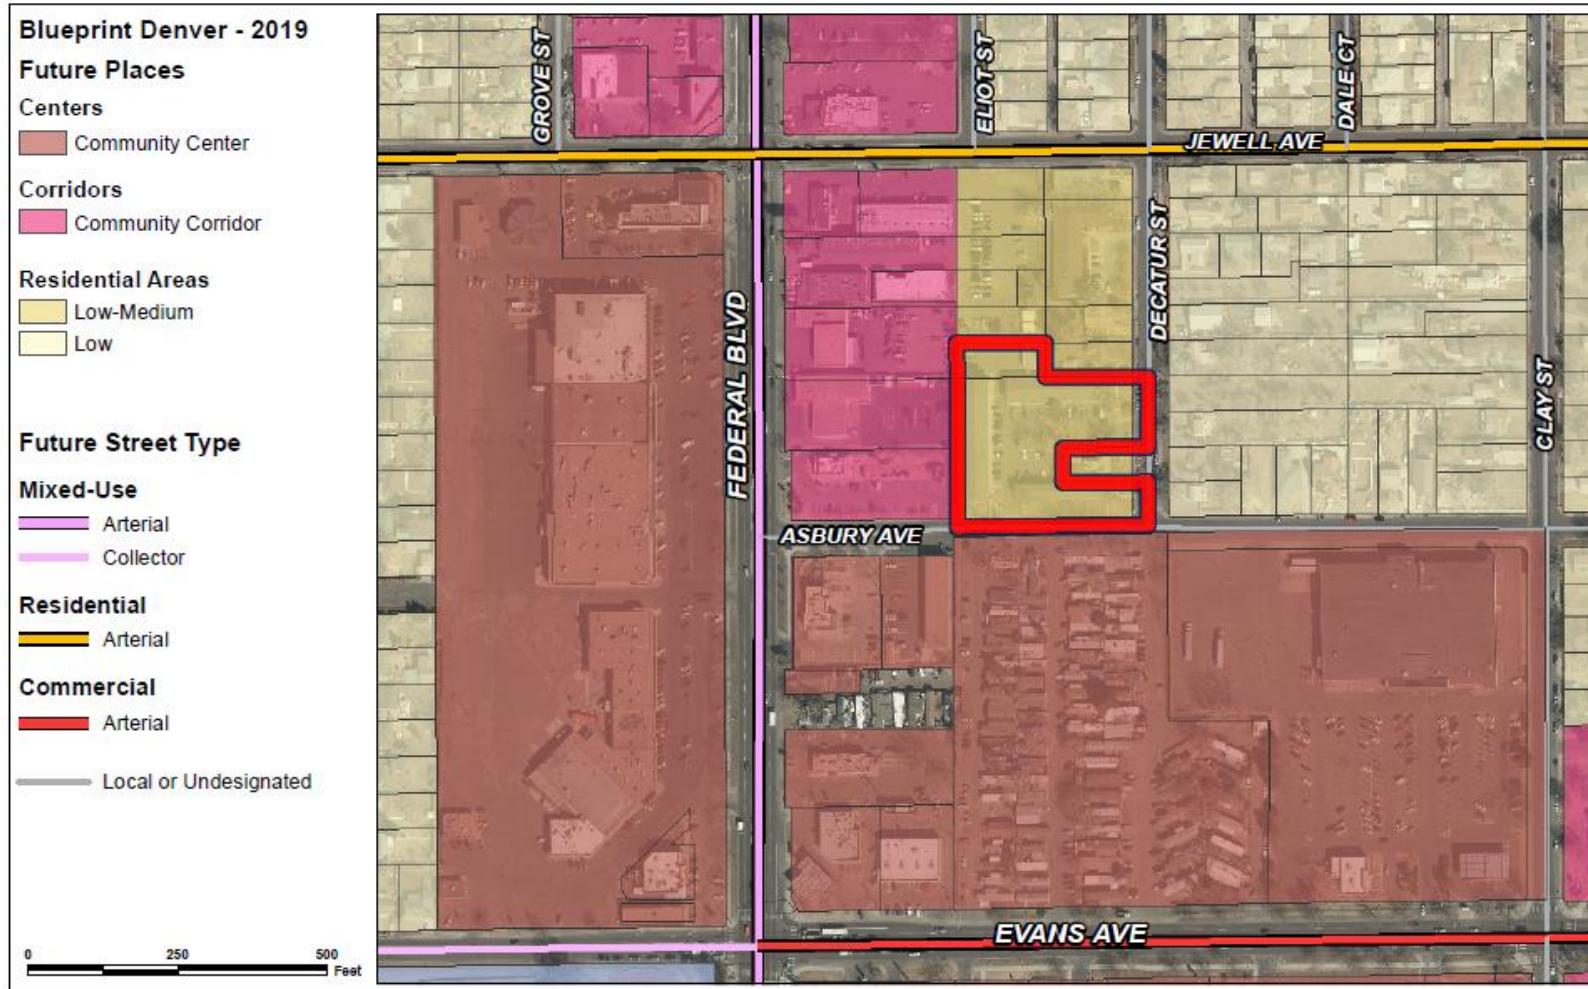 Blueprint Denver - 2019
Future Places
Centers
Community Center
Corridors
Community Corridor
Residential Areas
Low-Medium
Low
Future Street Type
Mixed-Use
Arterial
Collector
Residential
Arterial
Commercial
Arterial
Local or Undesignated
0 250 500
Feet
GROVE ST
ELIOT ST
DALE CT
JEWELL AVE
DECATUR ST
FEDERAL BLVD
CLAY ST
ASBURY AVE
EVANS AVE